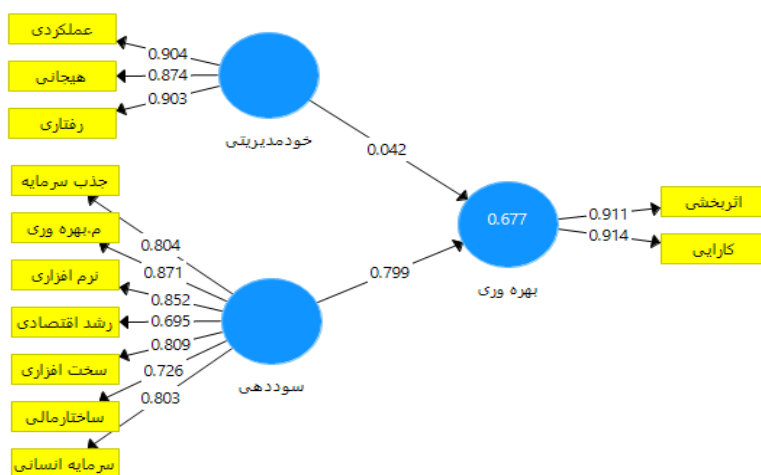 عملکردی
0.904
هیجانی
0.874
رفتاری
0.903
خودمدیریتی
0.042
جذب سرمایه
0.804
م.بهره وری
0.871
نرم افزاری
0.852
رشد اقتصادی
0.695
سخت افزاری
0.809
ساختارمالی
0.726
سرمایه انسانی
0.803
سوددهی
0.799
0.677
بهره وری
اثربخشی
0.911
کارایی
0.914